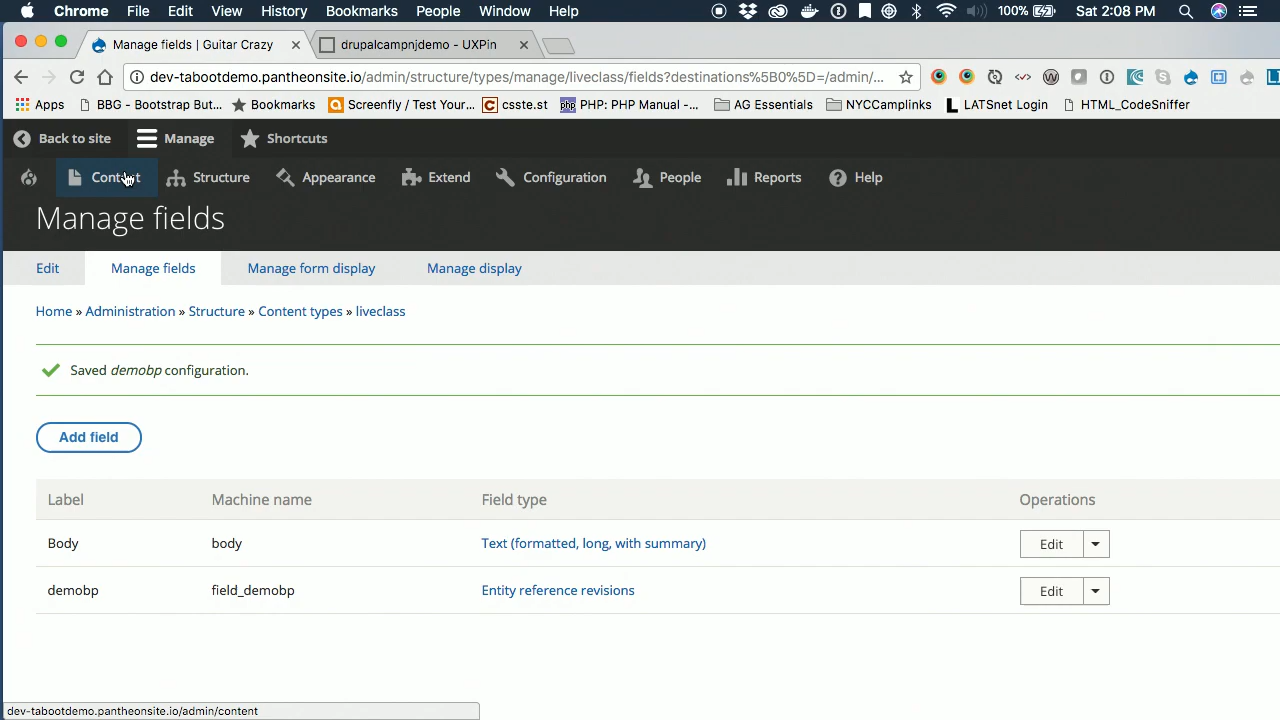 Chrome File Edit View History Bookmarks People Window Help 100% Sat 2:08 PM
Manage fields | Guitar Crazy drupalcampnjdemo - UXPin
dev-tabootdemo.pantheonsite.io/admin/structure/types/manage/liveclass/fields?destinations%5B0%5D=/admin/...
Apps BBG - Bootstrap But... Bookmarks Screenfly / Test Your... csste.st PHP: PHP Manual -... AG Essentials NYCCamplinks LATSnet Login HTML_CodeSniffer
Back to site Manage Shortcuts
Content Structure Appearance Extend Configuration People Reports Help
Manage fields
Edit Manage fields Manage form display Manage display
Home » Administration » Structure » Content types » liveclass
Saved demobp configuration.
Add field
Label Machine name Field type Operations
Body body Text (formatted, long, with summary) Edit
demobp field_demobp Entity reference revisions Edit
dev-tabootdemo.pantheonsite.io/admin/content